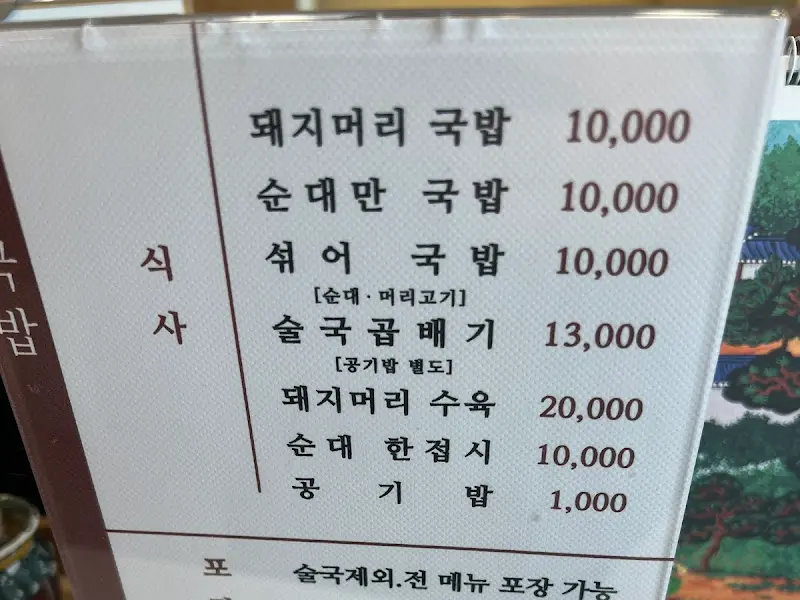 국밥
식사
돼지머리 국밥 10,000
순대만 국밥 10,000
섞어 국밥 10,000
[순대·머리고기]
술국곱배기 13,000
[공기밥 별도]
돼지머리 수육 20,000
순대 한접시 10,000
공기밥 1,000
포
술국제외.전 메뉴 포장 가능